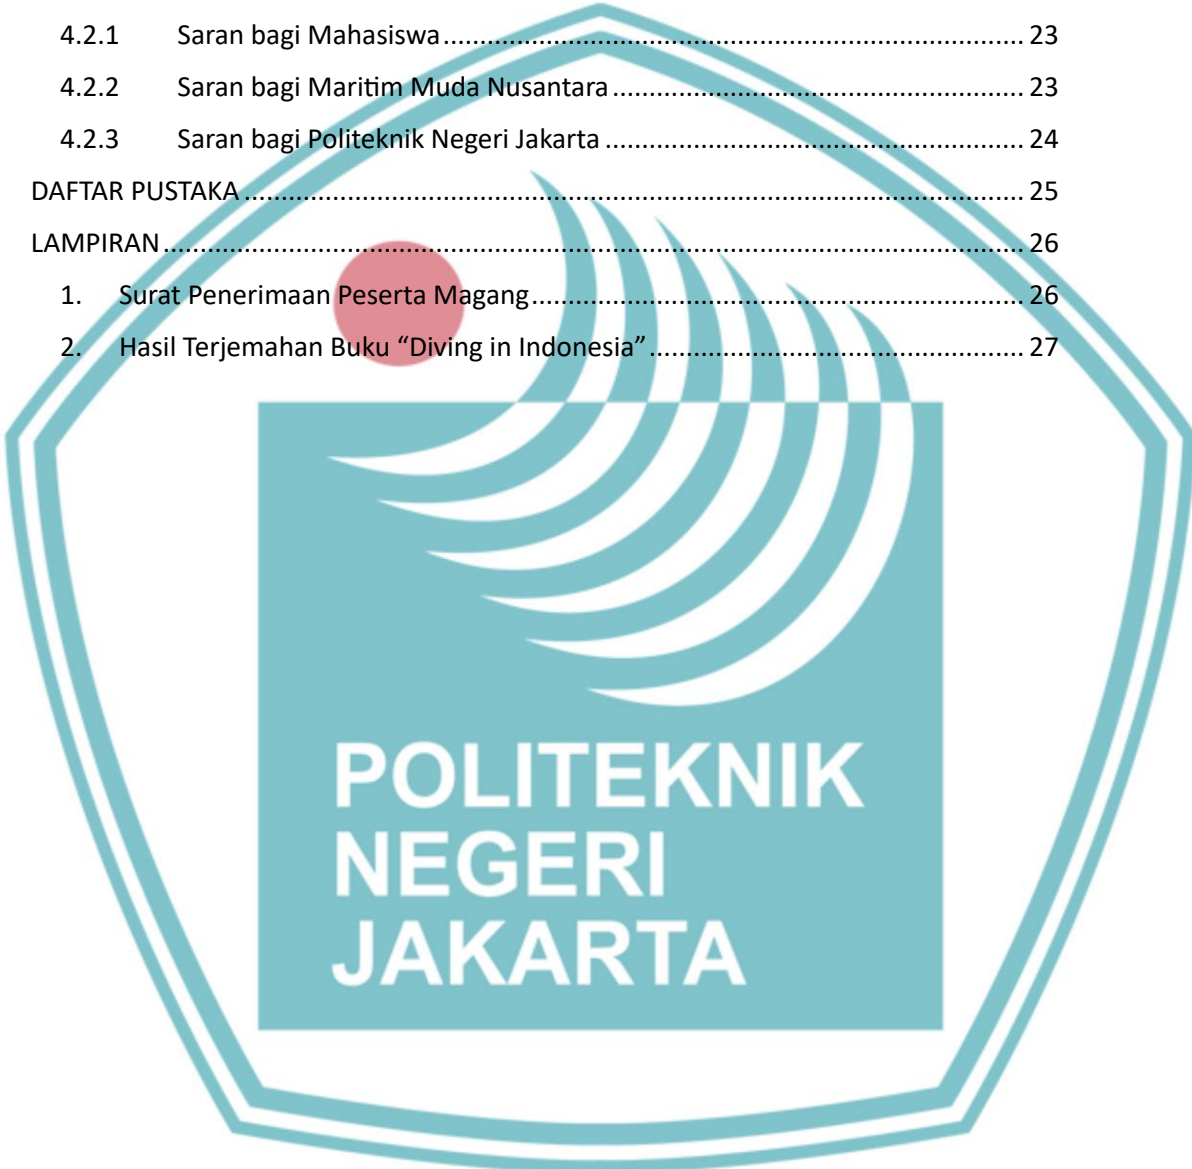 4.2.1 Saran bagi Mahasiswa........................................................................... 23
4.2.2 Saran bagi Maritim Muda Nusantara..................................................... 23
4.2.3 Saran bagi Politeknik Negeri Jakarta ...................................................... 24
DAFTAR PUSTAKA ...................................................................................................... 25
LAMPIRAN................................................................................................................ 26
1. Surat Penerimaan Peserta Magang................................................................ 26
2. Hasil Terjemahan Buku “Diving in Indonesia”................................................. 27
POLITEKNIK
NEGERI
JAKARTA